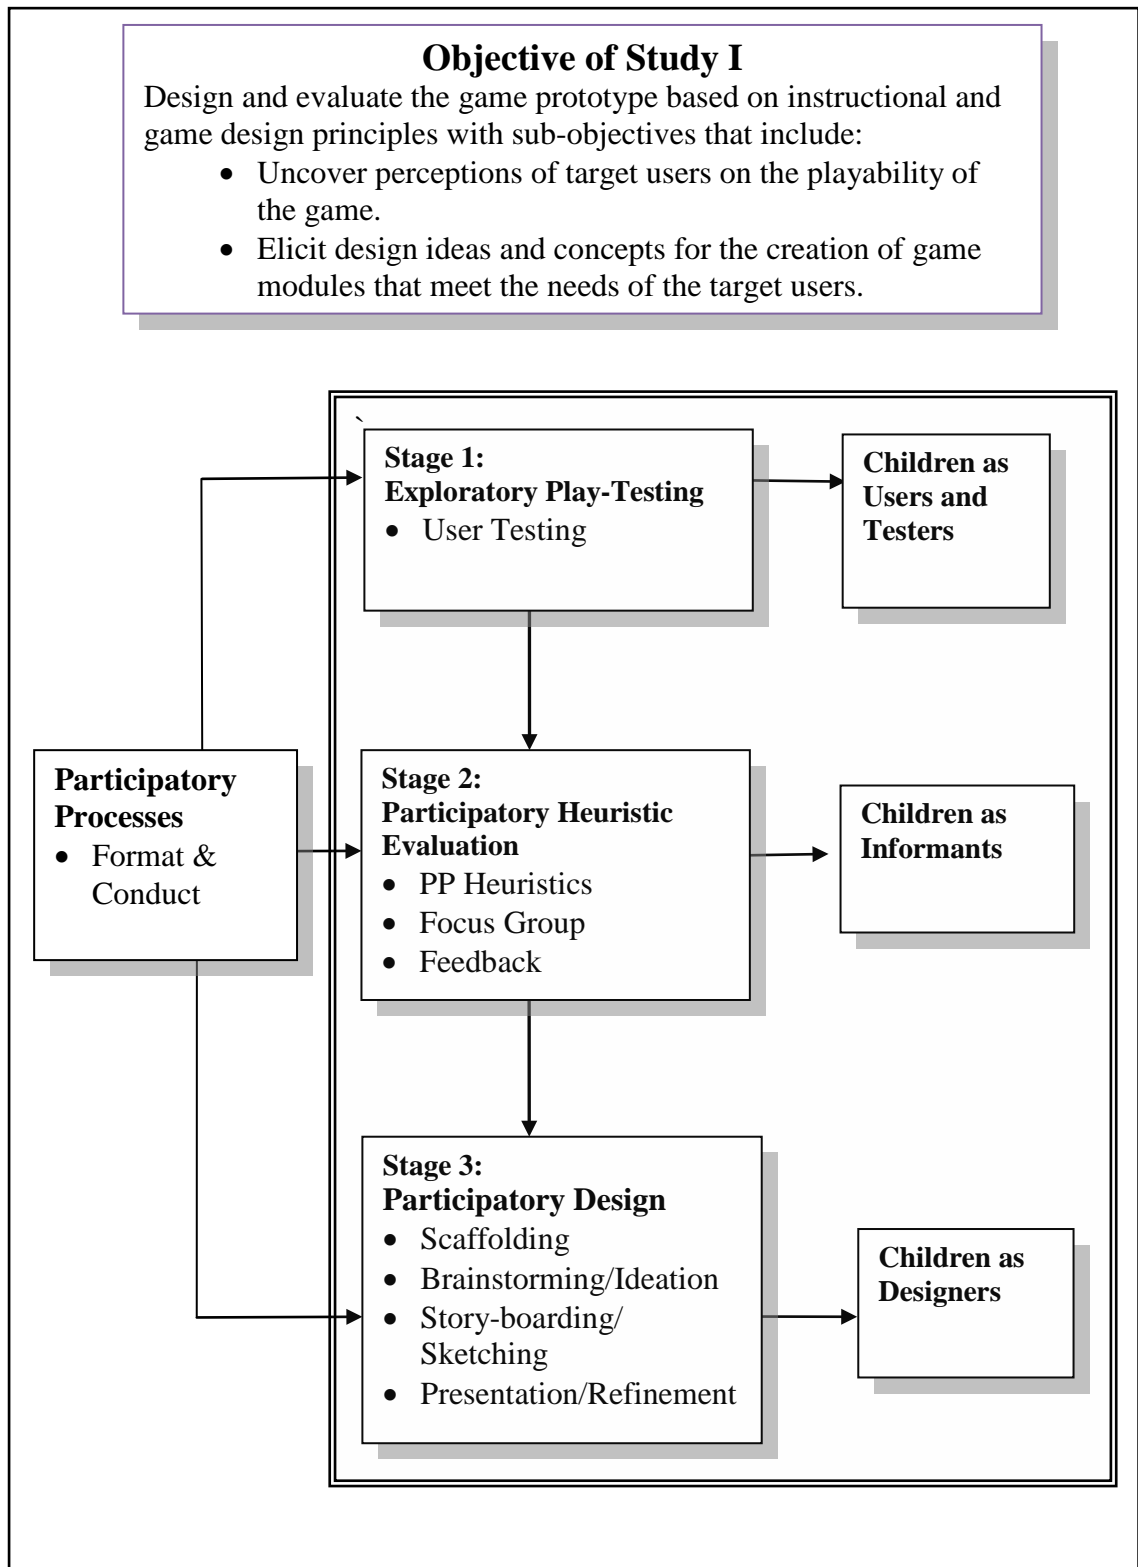 Objective of Study I
Design and evaluate the game prototype based on instructional and
game design principles with sub-objectives that include:
• Uncover perceptions of target users on the playability of
the game.
• Elicit design ideas and concepts for the creation of game
modules that meet the needs of the target users.
`
Stage 1:
Exploratory Play-Testing
• User Testing
Children as
Users and
Testers
Participatory
Processes
• Format &
Conduct
Stage 2:
Participatory Heuristic
Evaluation
• PP Heuristics
• Focus Group
• Feedback
Children as
Informants
Stage 3:
Participatory Design
• Scaffolding
• Brainstorming/Ideation
• Story-boarding/
Sketching
• Presentation/Refinement
Children as
Designers